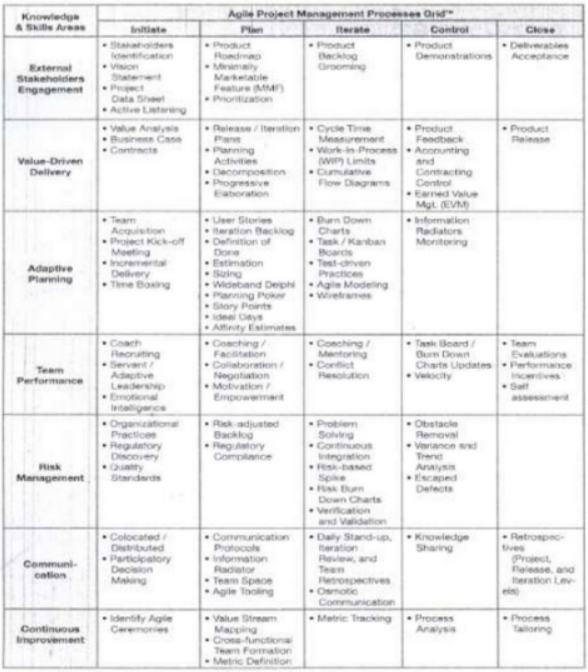 Knowledge & Skills Areas
Agile Project Management Processes Grid™
Initiate
Plan
Iterate
Control
Close
External Stakeholders Engagement
• Stakeholders
Identification
• Vision
Statement
• Project
Data Sheet
• Active Listening
• Product
Roadmap
• Minimally
Marketable
Feature (MMF)
• Prioritization
• Product
Backlog
Grooming
• Product
Demonstrations
• Deliverables
Acceptance
Value-Driven
Delivery
• Value Analysis
• Business Case
• Contracts
• Release / Iteration
Plans
• Planning
Activities
• Decomposition
• Progressive
Elaboration
• Cycle Time
Measurement
• Work-in-Process
(WIP) Limits
• Cumulative
Flow Diagrams
• Product
Feedback
• Accounting
and
Contracting
Control
• Earned Value
Mgt. (EVM)
• Product
Release
Adaptive
Planning
• Team
Acquisition
• Project Kick-off
Meeting
• Incremental
Delivery
• Time Boxing
• User Stories
• Iteration Backlog
• Definition of
Done
• Estimation
• Sizing
• Wideband Delphi
• Planning Poker
• Story Points
• Ideal Days
• Affinity Estimates
• Burn Down
Charts
• Task / Kanban
Boards
• Test-driven
Practices
• Agile Modeling
• Wireframes
• Information
Radiators
Monitoring
Team
Performance
• Coach
Recruiting
• Servant /
Adaptive
Leadership
• Emotional
Intelligence
• Coaching /
Facilitation
• Collaboration /
Negotiation
• Motivation /
Empowerment
• Coaching /
Mentoring
• Conflict
Resolution
• Task Board /
Burn Down
Charts Updates
• Velocity
• Team
Evaluations
• Performance
Incentives
• Self
assessment
Risk
Management
• Organizational
Practices
• Regulatory
Discovery
• Quality
Standards
• Risk-adjusted
Backlog
• Regulatory
Compliance
• Problem
Solving
• Continuous
Integration
• Risk-based
Spike
• Risk Burn
Down Charts
• Verification
and Validation
• Obstacle
Removal
• Variance and
Trend
Analysis
• Escaped
Defects
Communi-
cation
• Colocated /
Distributed
• Participatory
Decision
Making
• Communication
Protocols
• Information
Radiator
• Team Space
• Agile Tooling
• Daily Stand-up,
Iteration
Review, and
Team
Retrospectives
• Osmotic
Communication
• Knowledge
Sharing
• Retrospec-
tives
(Project,
Release, and
Iteration Lev-
els)
Continuous
Improvement
• Identify Agile
Ceremonies
• Value Stream
Mapping
• Cross-functional
Team Formation
• Metric Definition
• Metric Tracking
• Process
Analysis
• Process
Tailoring